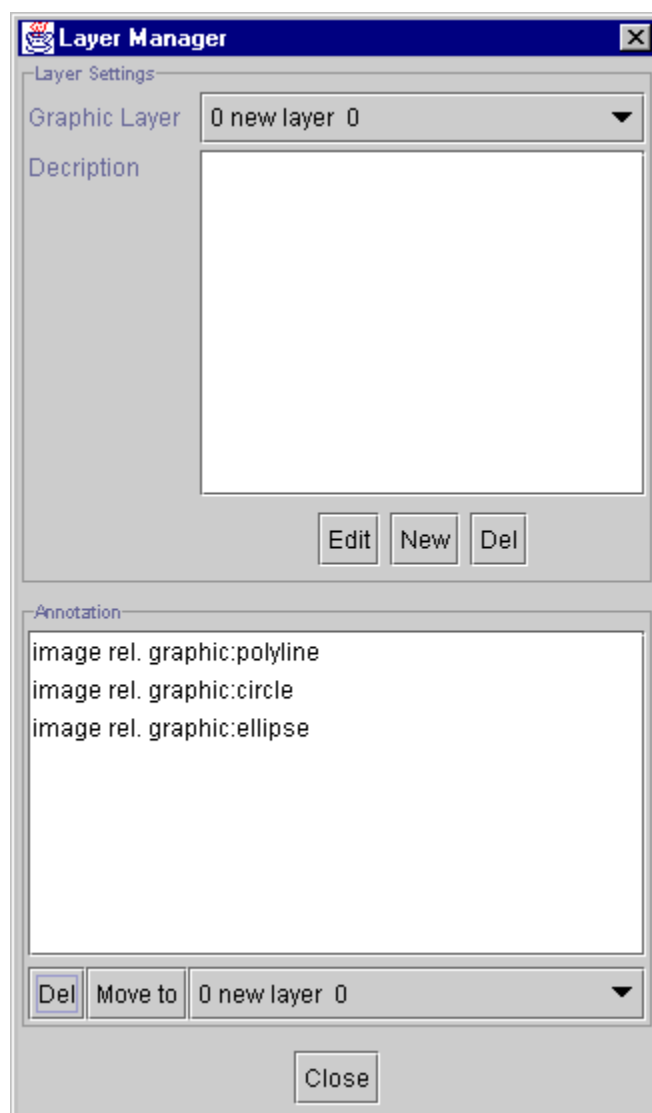 Layer Manager
Layer Settings
Graphic Layer 0 new layer 0
Decription
Edit New Del
Annotation
image rel. graphic:polyline
image rel. graphic:circle
image rel. graphic:ellipse
Del Move to 0 new layer 0
Close